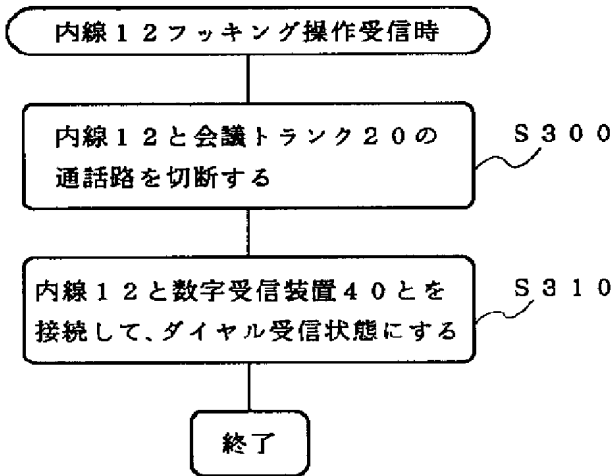 内線１２フッキング操作受信時
内線１２と会議トランク２０の
通話路を切断する
Ｓ３００
内線１２と数字受信装置４０とを
接続して、ダイヤル受信状態にする
Ｓ３１０
終了